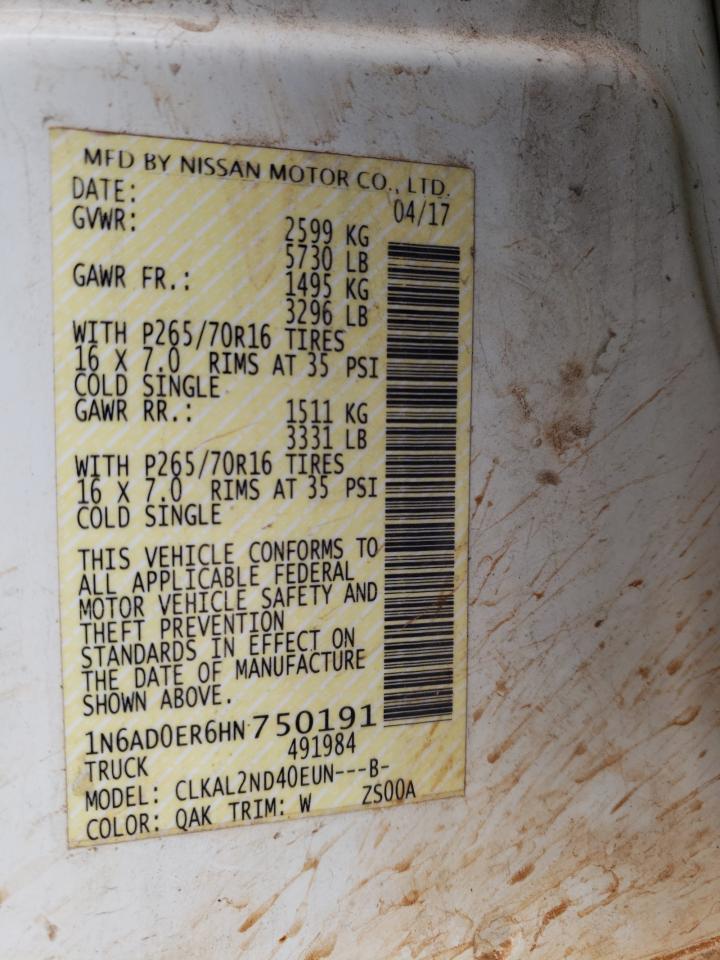 MFD BY NISSAN MOTOR CO., LTD.
DATE: 04/17
GVWR: 2599 KG
5730 LB
GAWR FR.: 1495 KG
3296 LB
WITH P265/70R16 TIRES
16 X 7.0 RIMS AT 35 PSI
COLD SINGLE
GAWR RR.: 1511 KG
3331 LB
WITH P265/70R16 TIRES
16 X 7.0 RIMS AT 35 PSI
COLD SINGLE
THIS VEHICLE CONFORMS TO
ALL APPLICABLE FEDERAL
MOTOR VEHICLE SAFETY AND
THEFT PREVENTION
STANDARDS IN EFFECT ON
THE DATE OF MANUFACTURE
SHOWN ABOVE.
1N6AD0ER6HN750191
TRUCK 491984
MODEL: CLKAL2ND40EUN---B-
COLOR: QAK TRIM: W ZS00A